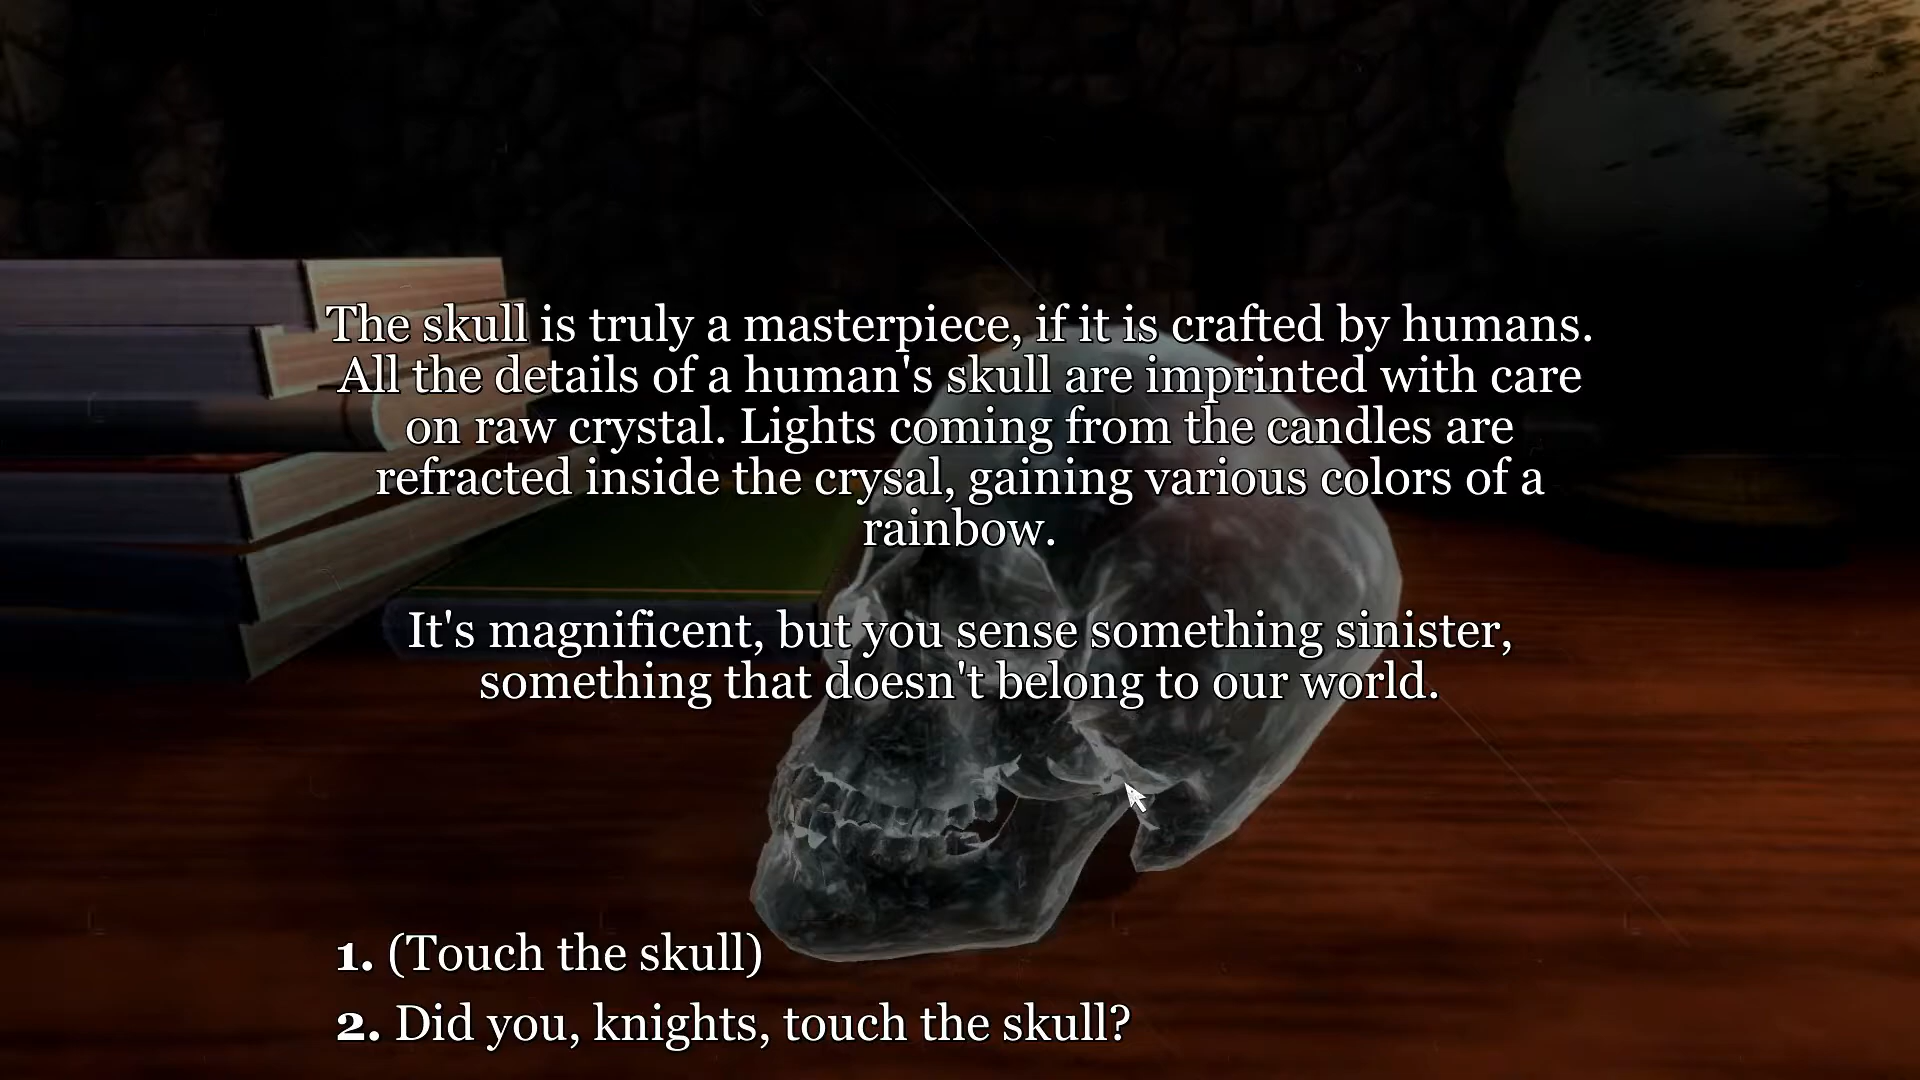 The skull is truly a masterpiece, if it is crafted by humans.
All the details of a human's skull are imprinted with care
on raw crystal. Lights coming from the candles are
refracted inside the crysal, gaining various colors of a
rainbow.
It's magnificent, but you sense something sinister,
something that doesn't belong to our world.
1. (Touch the skull)
2. Did you, knights, touch the skull?